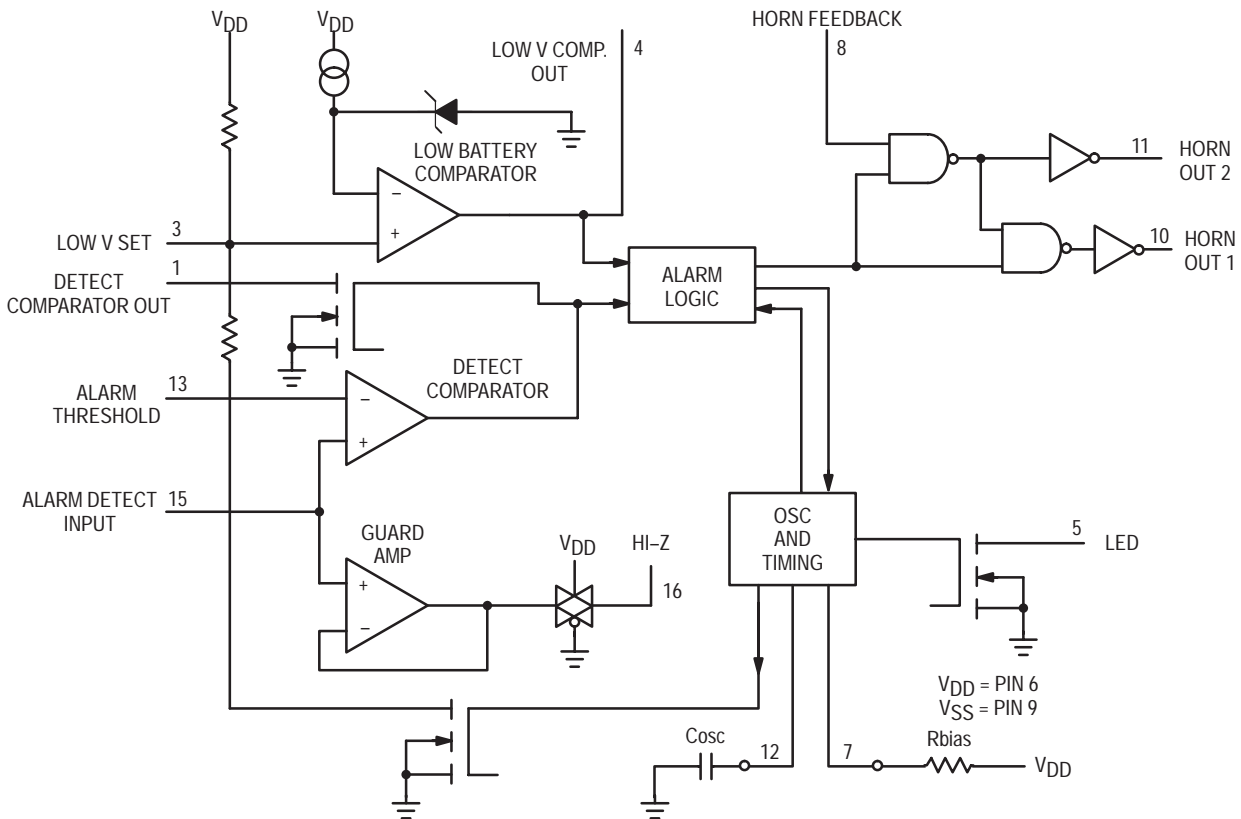 VDD
VDD
HORN FEEDBACK
LOW V COMP.
OUT
4
8
LOW BATTERY
COMPARATOR
−
+
11
HORN
OUT 2
LOW V SET
3
DETECT
COMPARATOR OUT
1
ALARM
LOGIC
10
HORN
OUT 1
DETECT
COMPARATOR
ALARM
THRESHOLD
13
−
+
ALARM DETECT
INPUT
15
GUARD
AMP
+
−
VDD
HI–Z
16
OSC
AND
TIMING
5
LED
VDD = PIN 6
VSS = PIN 9
Cosc
12
7
Rbias
VDD